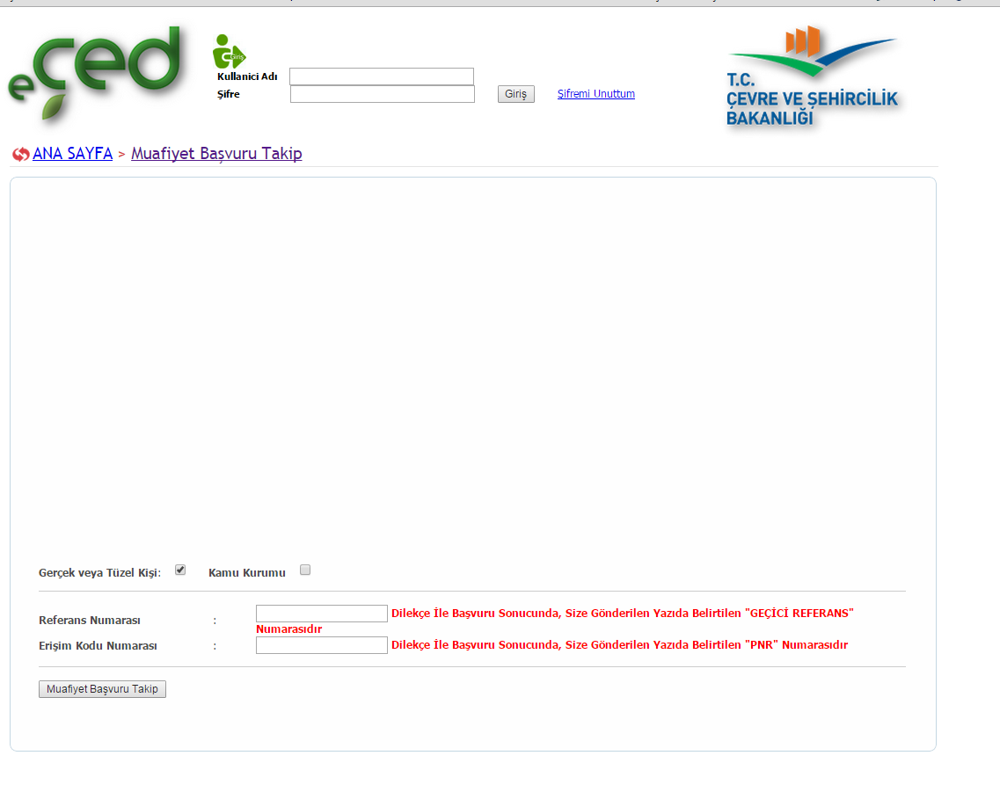 eçed
Giriş
Kullanici Adı
Şifre
Giriş
Sifremi Unuttum
T.C.
ÇEVRE VE ŞEHİRCİLİK
BAKANLIĞI
ANA SAYFA > Muafiyet Başvuru Takip
Gerçek veya Tüzel Kişi: Kamu Kurumu
Referans Numarası : Dilekçe İle Başvuru Sonucunda, Size Gönderilen Yazıda Belirtilen "GEÇİCİ REFERANS"
Numarasıdır
Erişim Kodu Numarası : Dilekçe İle Başvuru Sonucunda, Size Gönderilen Yazıda Belirtilen "PNR" Numarasıdır
Muafiyet Başvuru Takip